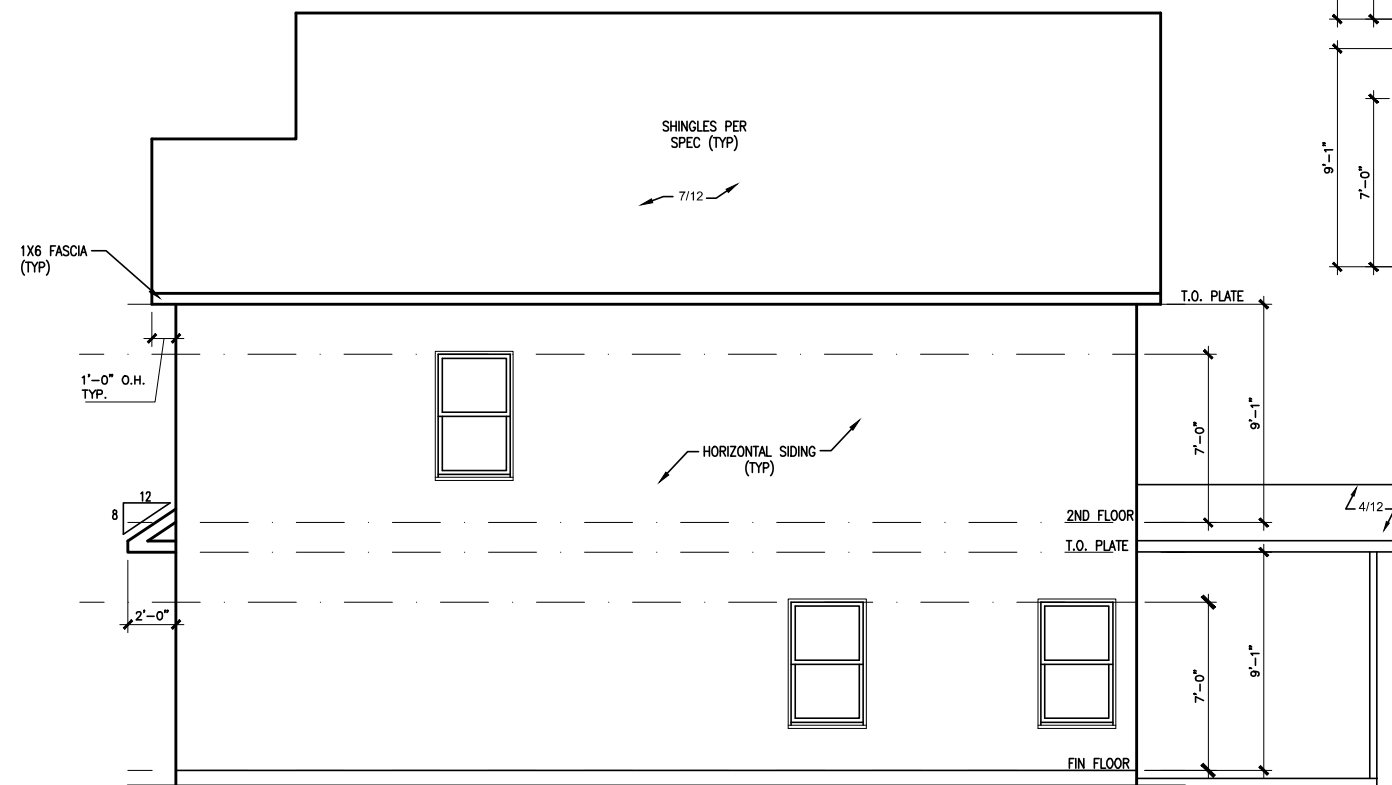 SHINGLES PER
SPEC (TYP)
7/12
9'-1"
7'-0"
1X6 FASCIA
(TYP)
T.O. PLATE
1'-0" O.H.
TYP.
7'-0"
9'-1"
HORIZONTAL SIDING
(TYP)
12
8
2ND FLOOR
4/12
T.O. PLATE
2'-0"
7'-0"
9'-1"
FIN FLOOR